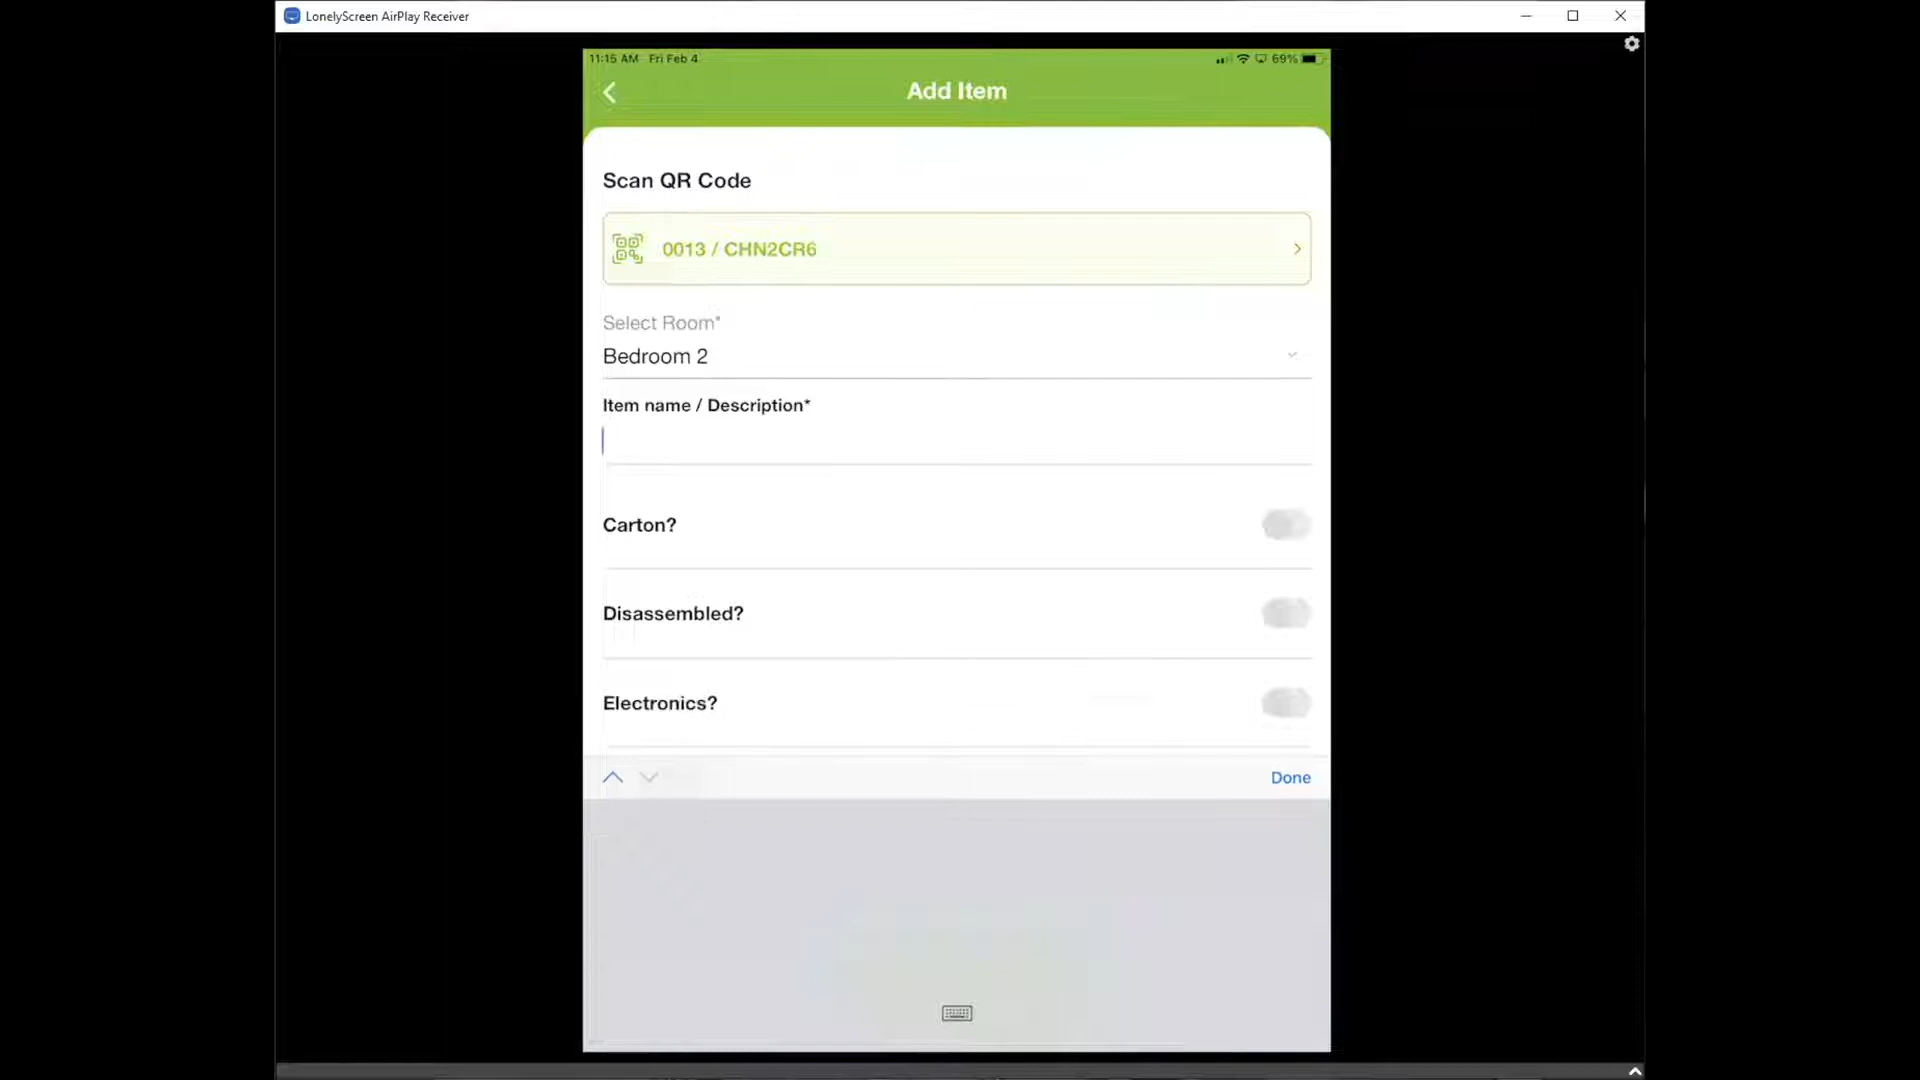 LonelyScreen AirPlay Receiver
11:15 AM Fri Feb 4 69%
Add Item
Scan QR Code
0013 / CHN2CR6
Select Room*
Bedroom 2
Item name / Description*
Carton?
Disassembled?
Electronics?
Done